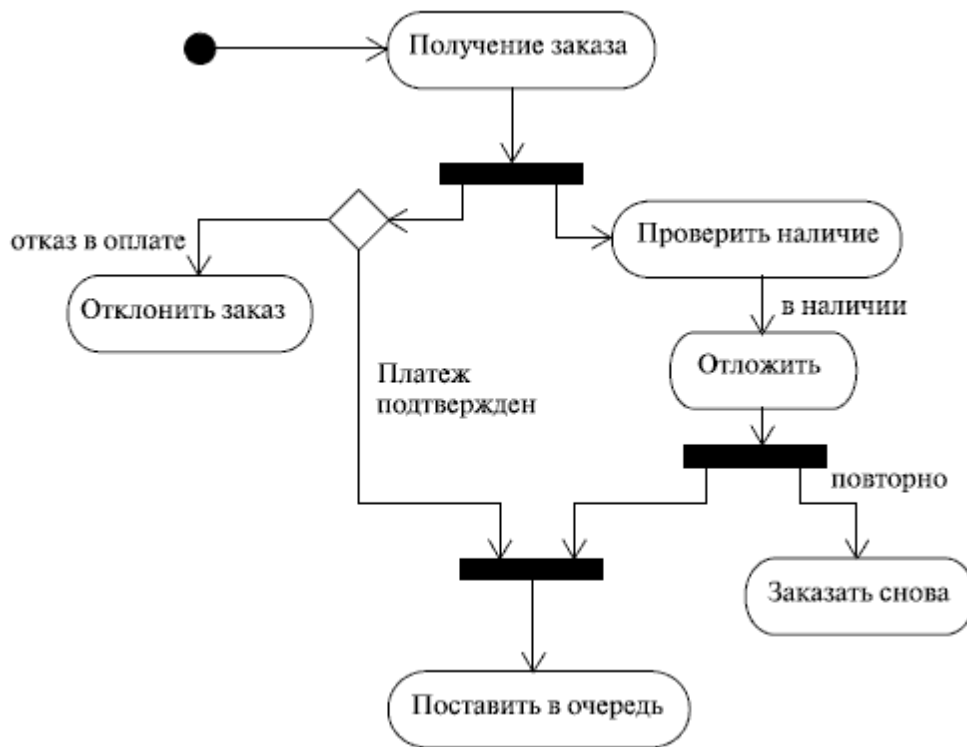 Получение заказа
отказ в оплате
Проверить наличие
Отклонить заказ
в наличии
Отложить
Платеж
подтвержден
повторно
Заказать снова
Поставить в очередь